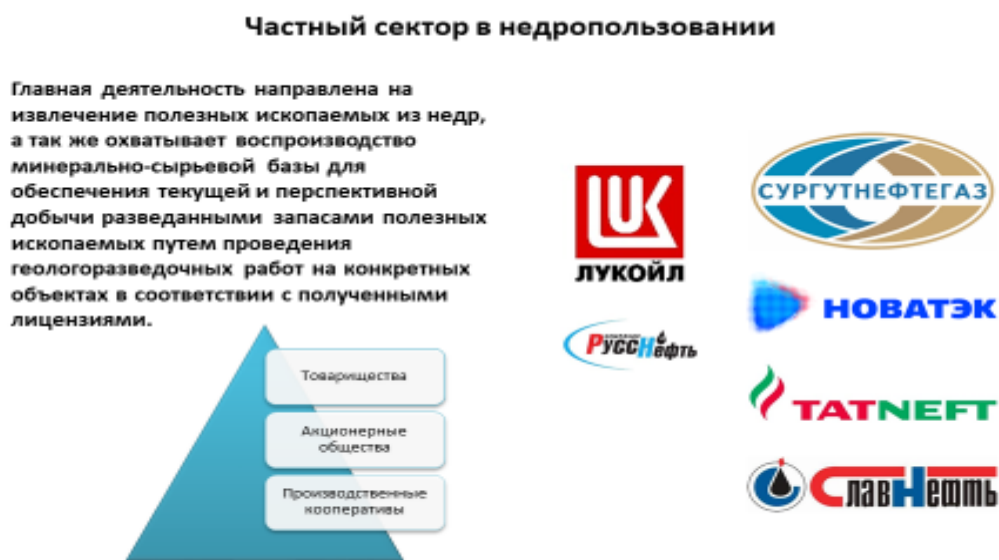 Частный сектор в недропользовании
Главная деятельность направлена на
извлечение полезных ископаемых из недр,
а так же охватывает воспроизводство
минерально-сырьевой базы для
обеспечения текущей и перспективной
добычи разведанными запасами полезных
ископаемых путем проведения
геологоразведочных работ на конкретных
объектах в соответствии с полученными
лицензиями.
Товарищества
Акционерные
общества
Производственные
кооперативы
LUK
ЛУКОЙЛ
РуссНефть
СУРГУТНЕФТЕГАЗ
НОВАТЭК
TATNEFT
СлавНефть